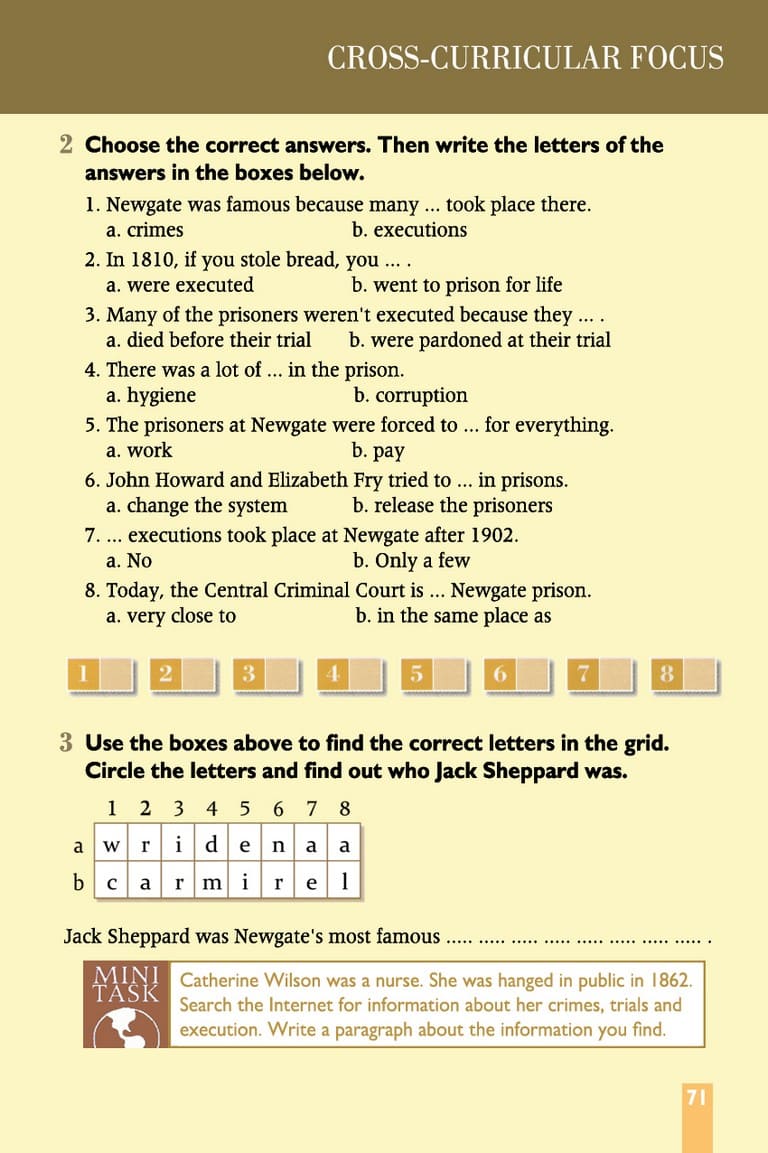 CROSS-CURRICULAR FOCUS
2 Choose the correct answers. Then write the letters of the
answers in the boxes below.
1. Newgate was famous because many ... took place there.
a. crimes b. executions
2. In 1810, if you stole bread, you ... .
a. were executed b. went to prison for life
3. Many of the prisoners weren't executed because they ... .
a. died before their trial b. were pardoned at their trial
4. There was a lot of ... in the prison.
a. hygiene b. corruption
5. The prisoners at Newgate were forced to ... for everything.
a. work b. pay
6. John Howard and Elizabeth Fry tried to ... in prisons.
a. change the system b. release the prisoners
7. ... executions took place at Newgate after 1902.
a. No b. Only a few
8. Today, the Central Criminal Court is ... Newgate prison.
a. very close to b. in the same place as
1 2 3 4 5 6 7 8
3 Use the boxes above to find the correct letters in the grid.
Circle the letters and find out who Jack Sheppard was.
1 2 3 4 5 6 7 8
a w r i d e n a a
b c a r m i r e l
Jack Sheppard was Newgate's most famous ..... ..... ..... ..... ..... ..... ..... ..... .
MINI
TASK
Catherine Wilson was a nurse. She was hanged in public in 1862.
Search the Internet for information about her crimes, trials and
execution. Write a paragraph about the information you find.
71